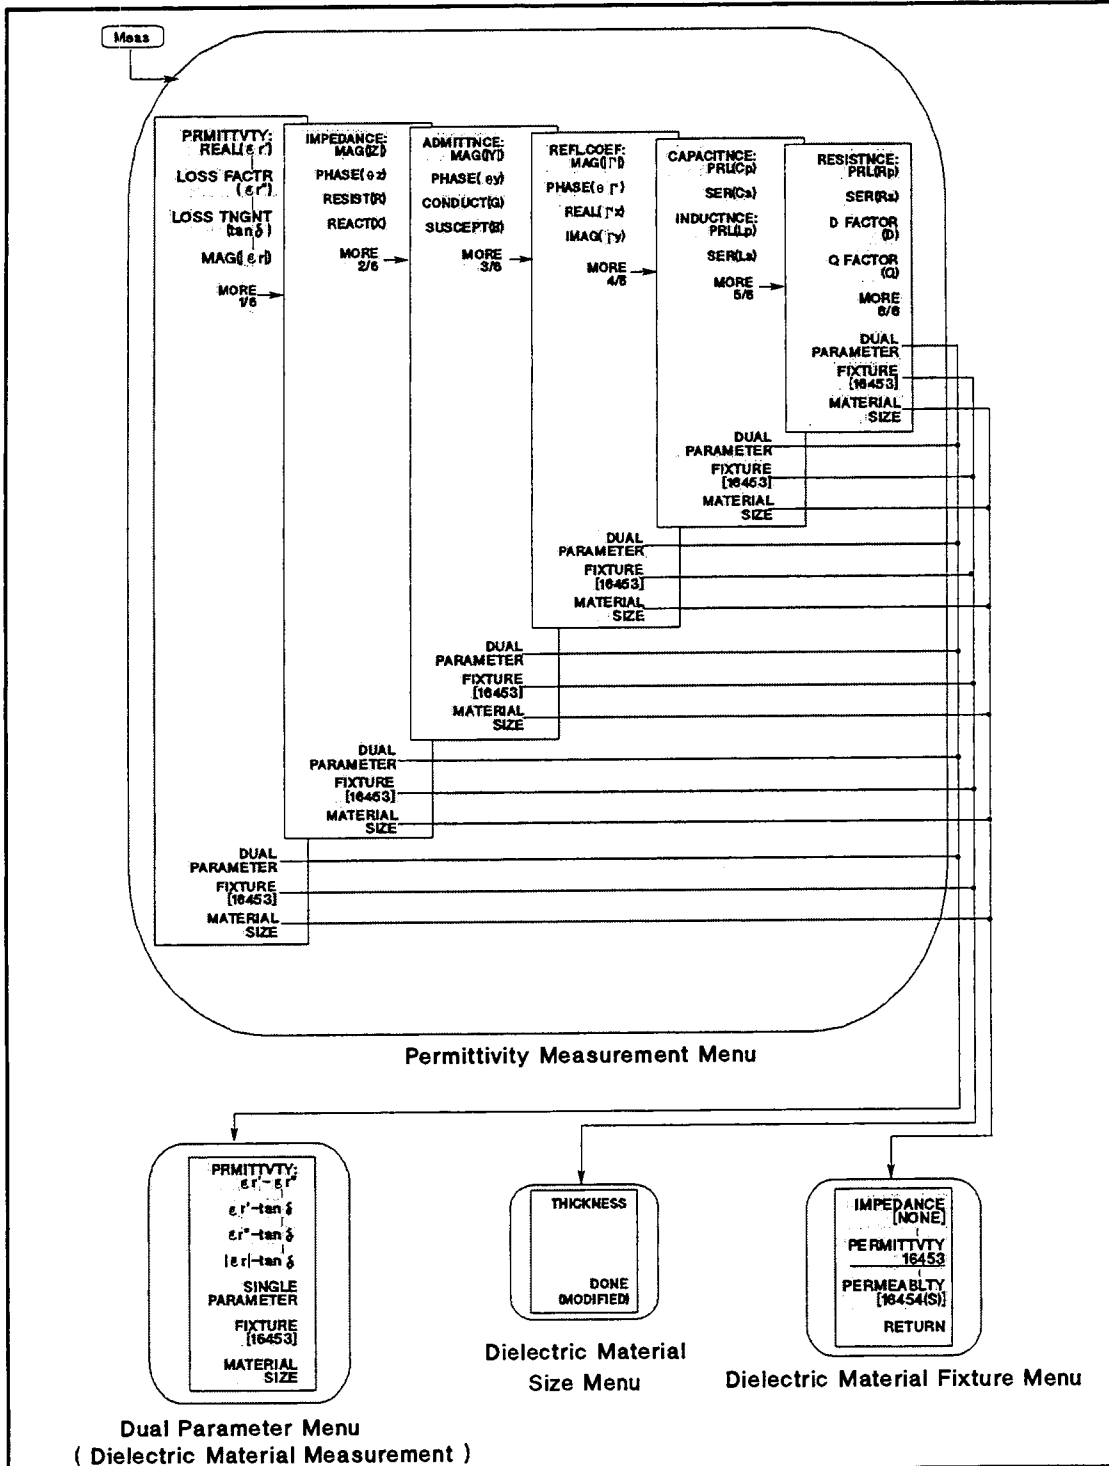 Meas
PRMITTVTY:
REAL(εr')
LOSS FACTR
(εr")
LOSS TNGNT
(tanδ)
MAG(|εr|)
MORE
1/6
DUAL
PARAMETER
FIXTURE
[16453]
MATERIAL
SIZE
IMPEDANCE:
MAG(|Z|)
PHASE(θz)
RESIST(R)
REACT(X)
MORE
2/6
DUAL
PARAMETER
FIXTURE
[16453]
MATERIAL
SIZE
ADMITTNCE:
MAG(|Y|)
PHASE(θy)
CONDUCT(G)
SUSCEPT(B)
MORE
3/6
DUAL
PARAMETER
FIXTURE
[16453]
MATERIAL
SIZE
REFL.COEF:
MAG(|Γ|)
PHASE(θΓ)
REAL(Γx)
IMAG(Γy)
MORE
4/6
DUAL
PARAMETER
FIXTURE
[16453]
MATERIAL
SIZE
CAPACITNCE:
PRL(Cp)
SER(Cs)
INDUCTNCE:
PRL(Lp)
SER(Ls)
MORE
5/6
DUAL
PARAMETER
FIXTURE
[16453]
MATERIAL
SIZE
RESISTNCE:
PRL(Rp)
SER(Rs)
D FACTOR
(D)
Q FACTOR
(Q)
MORE
6/6
DUAL
PARAMETER
FIXTURE
[16453]
MATERIAL
SIZE
Permittivity Measurement Menu
PRMITTVTY:
εr'-εr"
εr'-tan δ
εr"-tan δ
|εr|-tan δ
SINGLE
PARAMETER
FIXTURE
[16453]
MATERIAL
SIZE
Dual Parameter Menu
( Dielectric Material Measurement )
THICKNESS
DONE
(MODIFIED)
Dielectric Material
Size Menu
IMPEDANCE
[NONE]
PERMITTVTY
16453
PERMEABLTY
[16454(S)]
RETURN
Dielectric Material Fixture Menu